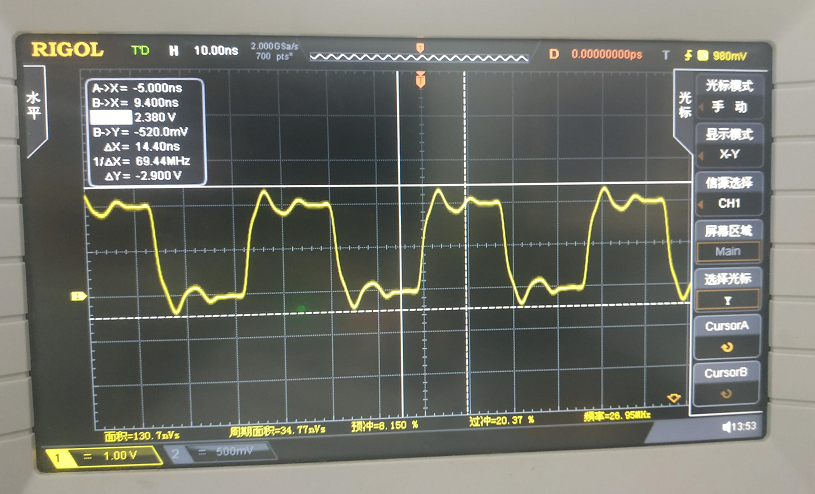 RIGOL T'D H 10.00ns 2.000GSa/s 700 pts D 0.00000000ps T 980mV
水平
A->X= -5.000ns
B->X= 9.400ns
2.380 V
B->Y= -520.0mV
ΔX= 14.40ns
1/ΔX= 69.44MHz
ΔY= -2.900 V
T
光标
光标模式
手 动
显示模式
X-Y
信源选择
CH1
屏幕区域
Main
选择光标
Y
CursorA
CursorB
面积=130.7nVs 周期面积=34.77nVs 预冲=8.150 % 过冲=20.37 % 频率=26.95MHz
1 = 1.00 V 2 = 500mV 13:53